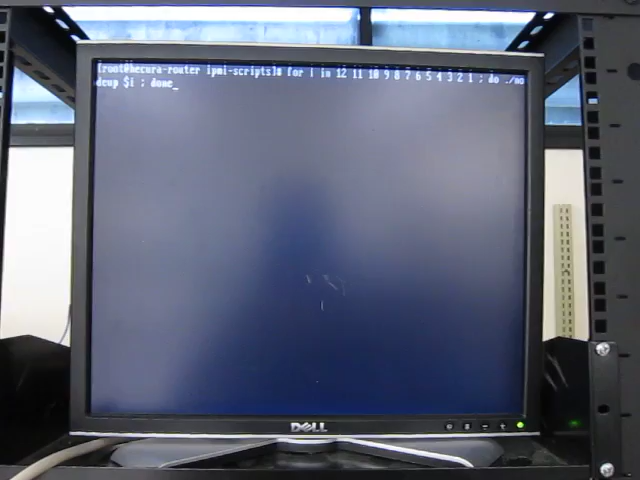 [root@hecura-router ipmi-scripts]# for i in 12 11 10 9 8 7 6 5 4 3 2 1 ; do ./no
deup $i ; done_
DELL